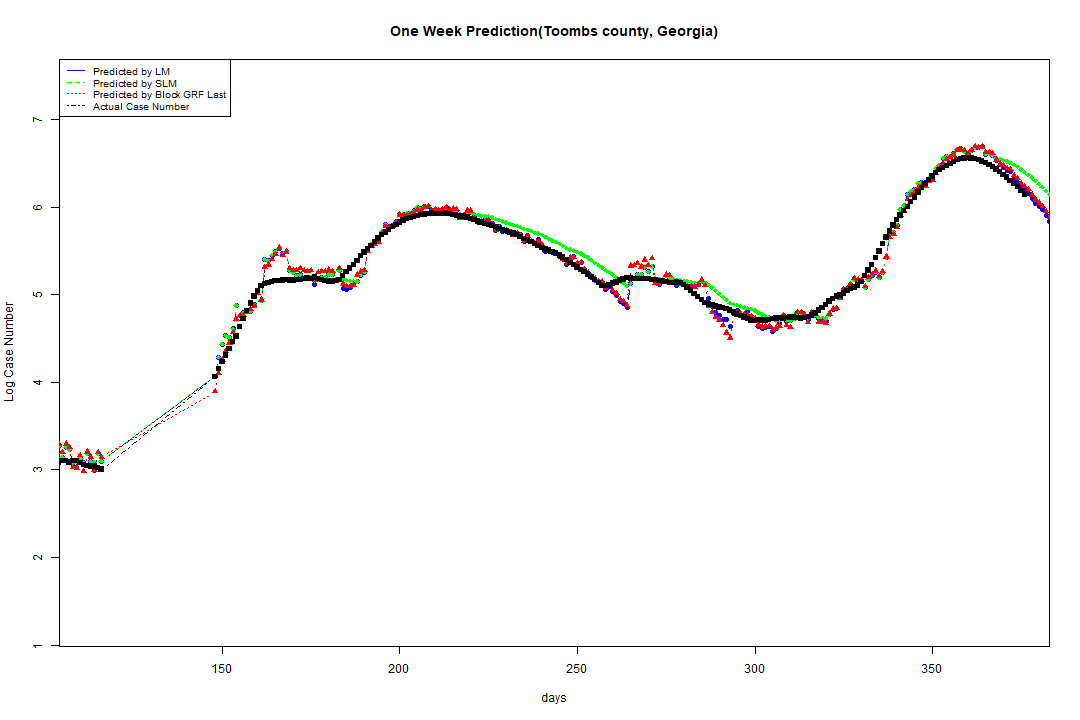 One Week Prediction(Toombs county, Georgia)
Predicted by LM
Predicted by SLM
Predicted by Block GRF Last
Actual Case Number
7
6
5
4
3
2
1
Log Case Number
150 200 250 300 350
days